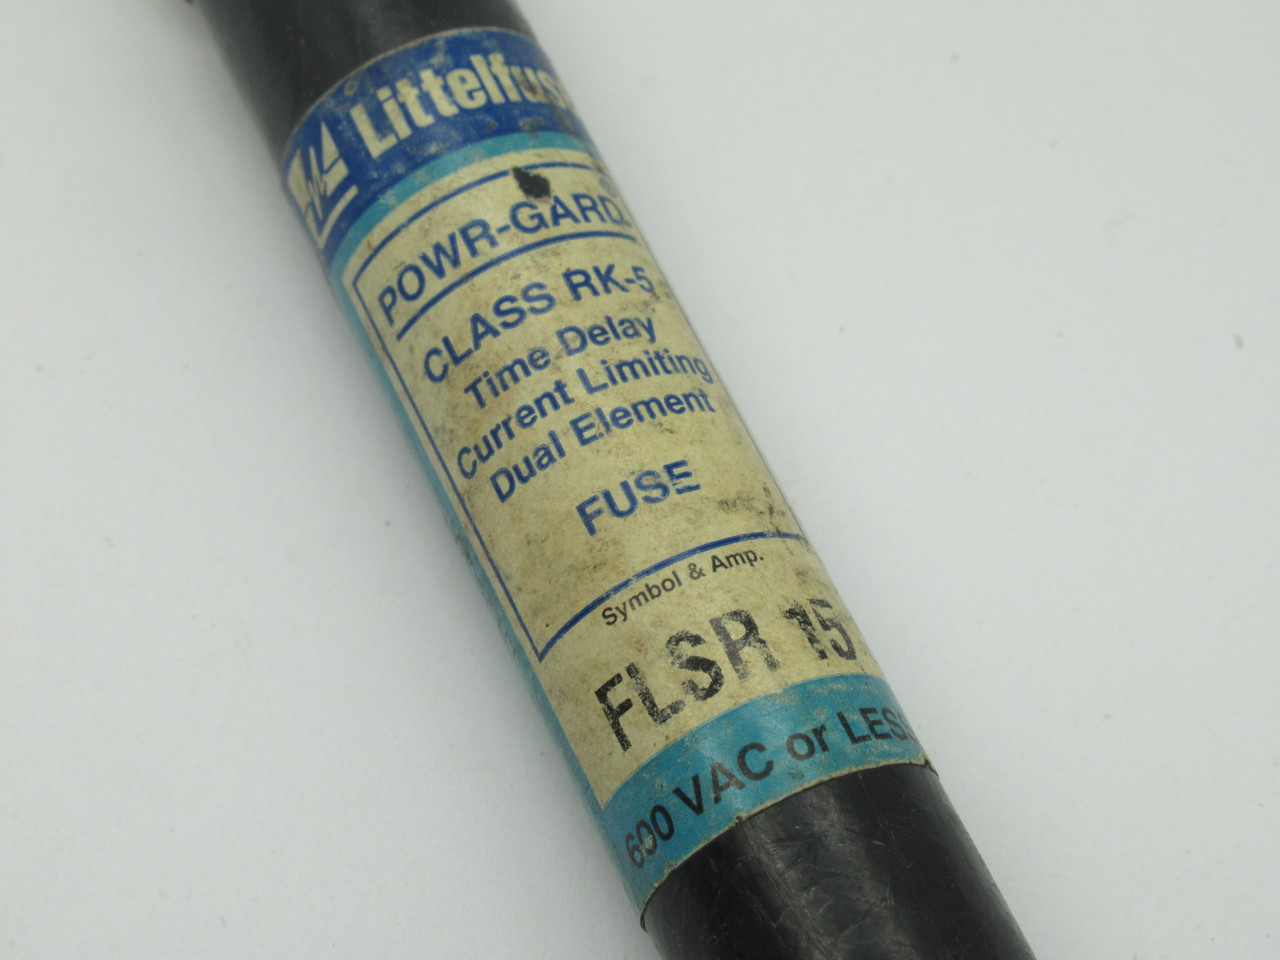 Littelfus
POWR-GARD
CLASS RK-5
Time Delay
Current Limiting
Dual Element
FUSE
Symbol & Amp.
FLSR 15
600 VAC or LESS